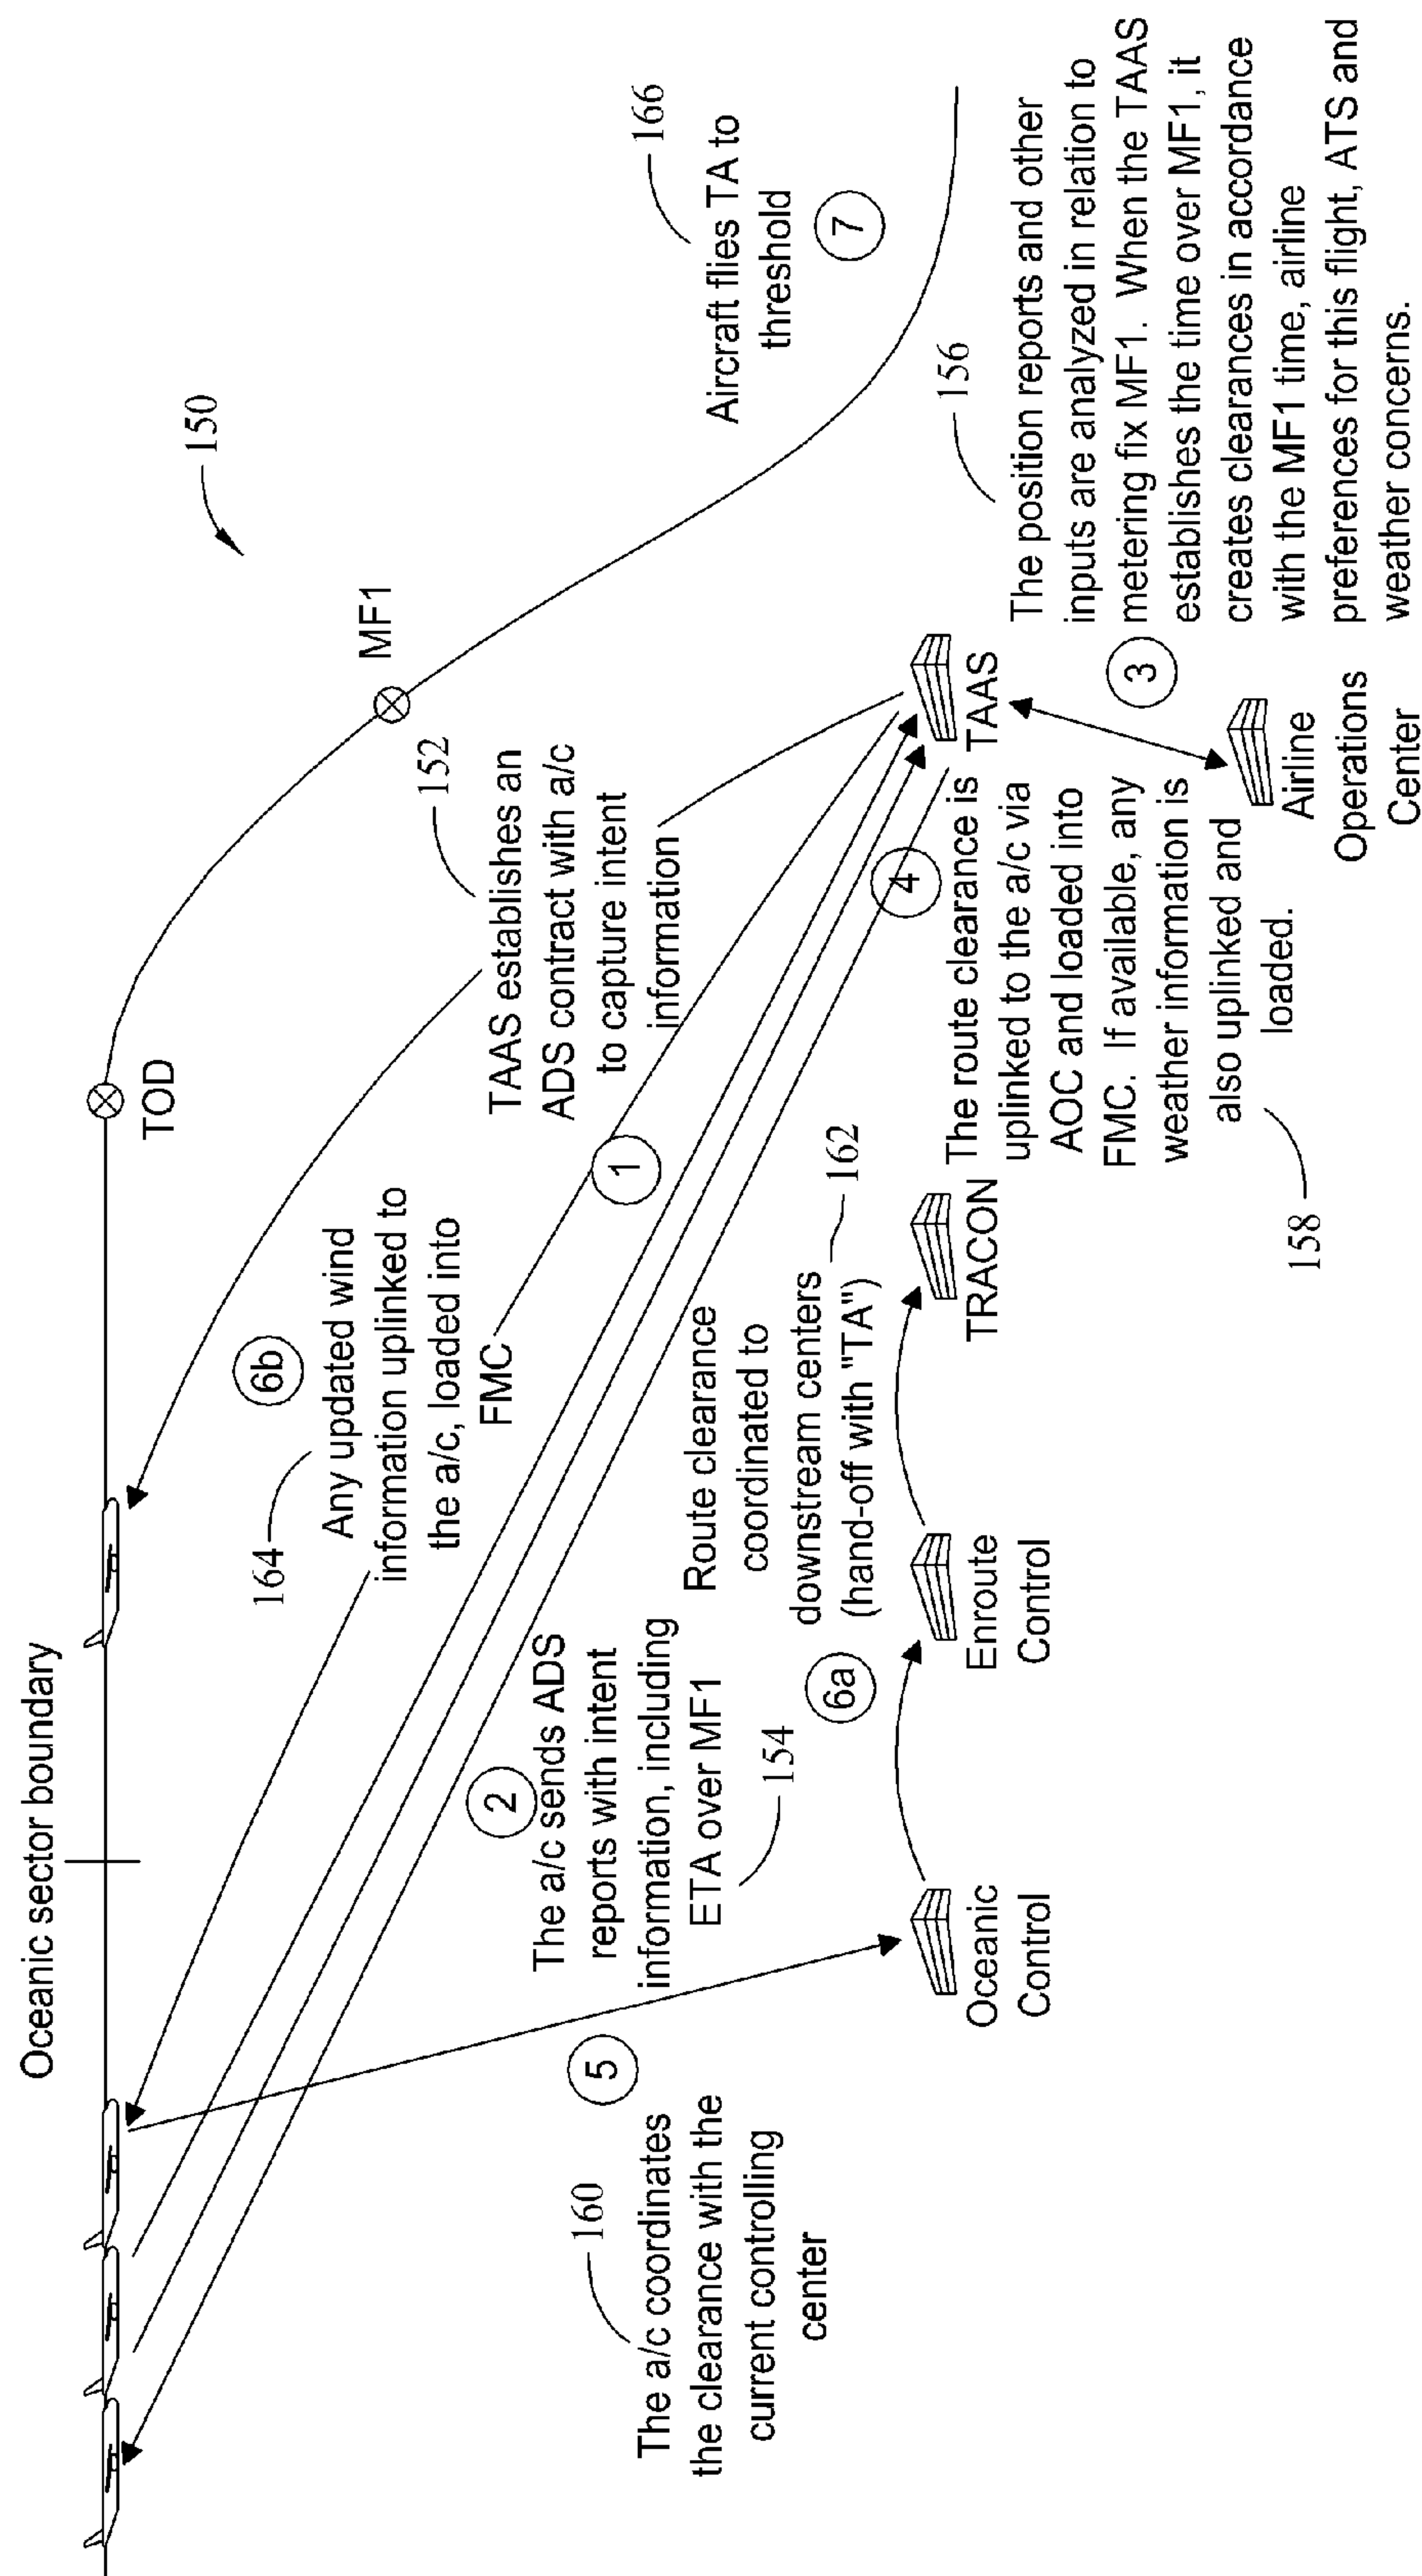 Oceanic sector boundary
150
TOD
MF1
164
6b
Any updated wind
information uplinked to
the a/c, loaded into
FMC
152
TAAS establishes an
ADS contract with a/c
to capture intent
information
1
166
Aircraft flies TA to
threshold
7
2
The a/c sends ADS
reports with intent
information, including
ETA over MF1
154
5
160
The a/c coordinates
the clearance with the
current controlling
center
6a
Route clearance
coordinated to
downstream centers
(hand-off with "TA")
162
Oceanic
Control
Enroute
Control
TRACON
TAAS
4
The route clearance is
uplinked to the a/c via
AOC and loaded into
FMC. If available, any
weather information is
also uplinked and
loaded.
158
3
Airline
Operations
Center
156
The position reports and other
inputs are analyzed in relation to
metering fix MF1. When the TAAS
establishes the time over MF1, it
creates clearances in accordance
with the MF1 time, airline
preferences for this flight, ATS and
weather concerns.